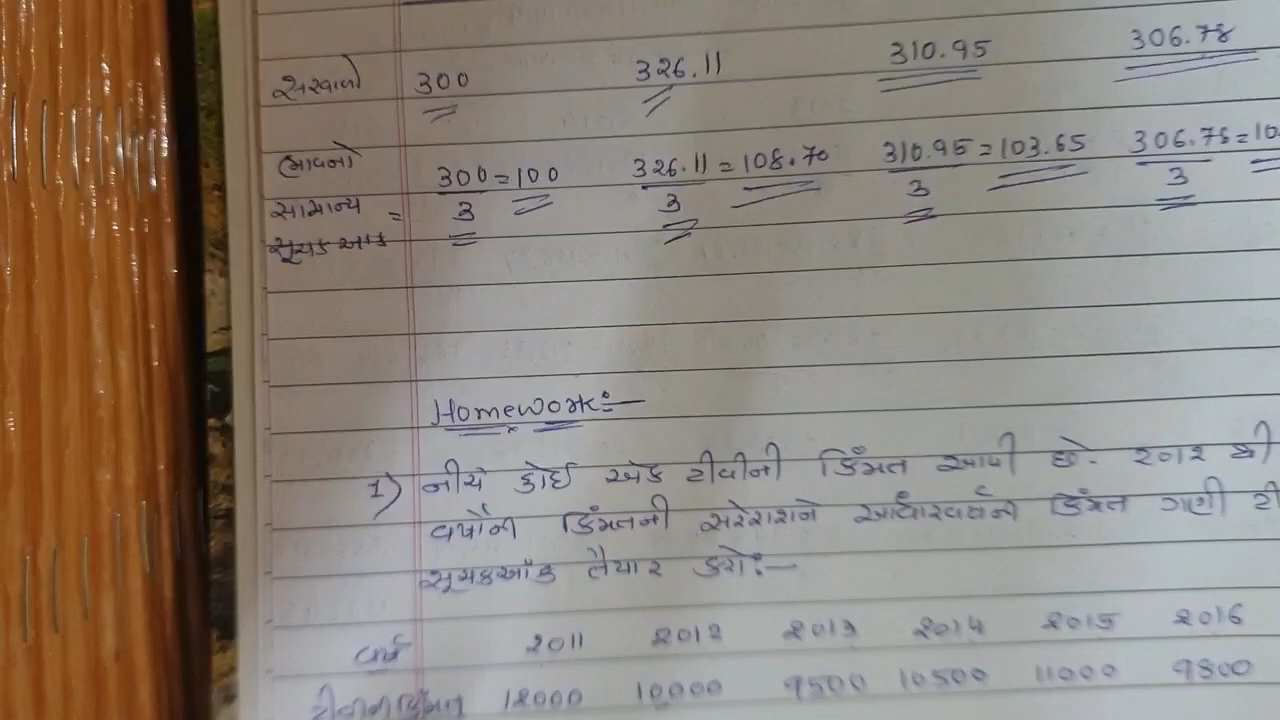 સરવાળો 300 326.11 310.95 306.78
ભાવનો 300/3 = 100 326.11/3 = 108.70 310.95/3 = 103.65 306.78/3 = 10
સામાન્ય =
સૂચક આંક
Homework:—
1) નીચે કોઈ એક ટીવીની કિંમત આપી છે. 2012 થી
વર્ષોની કિંમતની સરેરાશને આધારવર્ષની કિંમત ગણી ટી
સૂચકઆંક તૈયાર કરો:—
વર્ષ 2011 2012 2013 2014 2015 2016
ટીવીની કિંમત 12000 10000 9500 10500 11000 9800